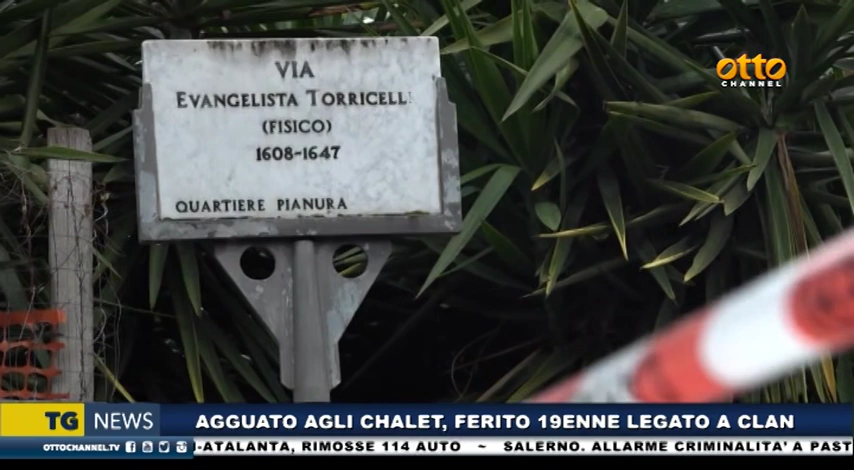 VIA
EVANGELISTA TORRICELLI
(FISICO)
1608-1647
QUARTIERE PIANURA
otto
CHANNEL
TG NEWS
AGGUATO AGLI CHALET, FERITO 19ENNE LEGATO A CLAN
OTTOCHANNEL.TV
-ATALANTA, RIMOSSE 114 AUTO ~ SALERNO. ALLARME CRIMINALITA' A PAST